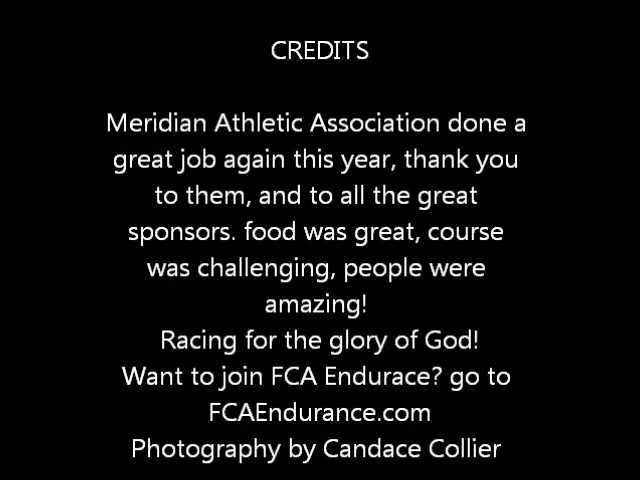 CREDITS
Meridian Athletic Association done a
great job again this year, thank you
to them, and to all the great
sponsors. food was great, course
was challenging, people were
amazing!
Racing for the glory of God!
Want to join FCA Endurace? go to
FCAEndurance.com
Photography by Candace Collier